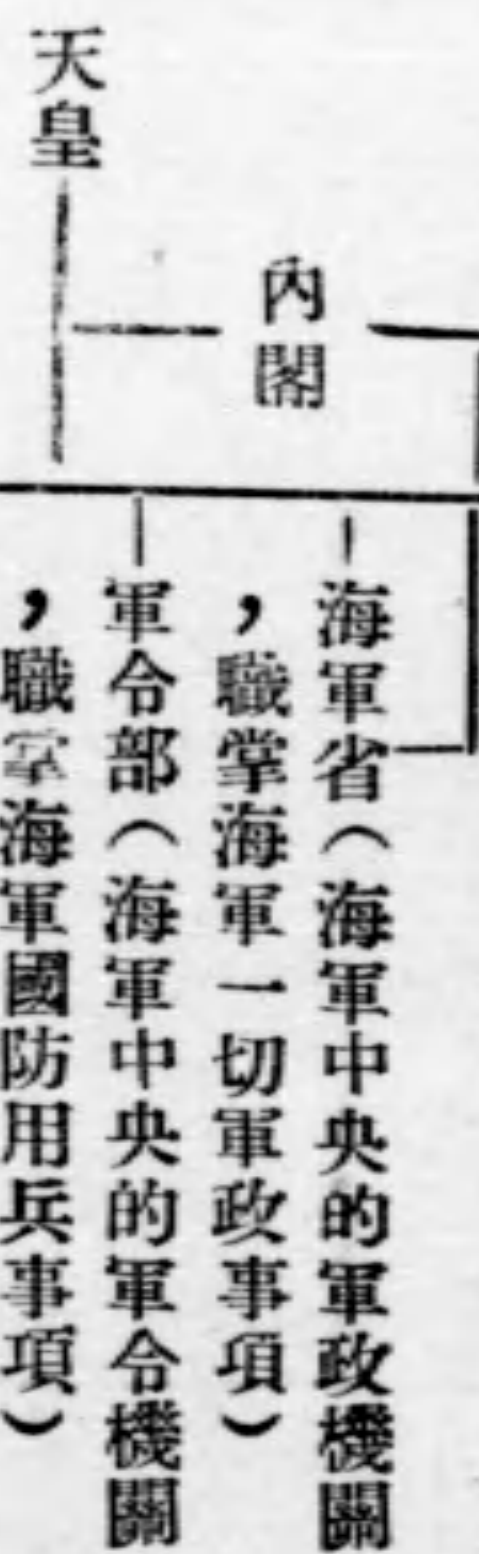 海軍省（海軍中央的軍政機關
，職掌海軍一切軍政事項）
軍令部（海軍中央的軍令機關
，職掌海軍國防用兵事項）
內閣
天皇